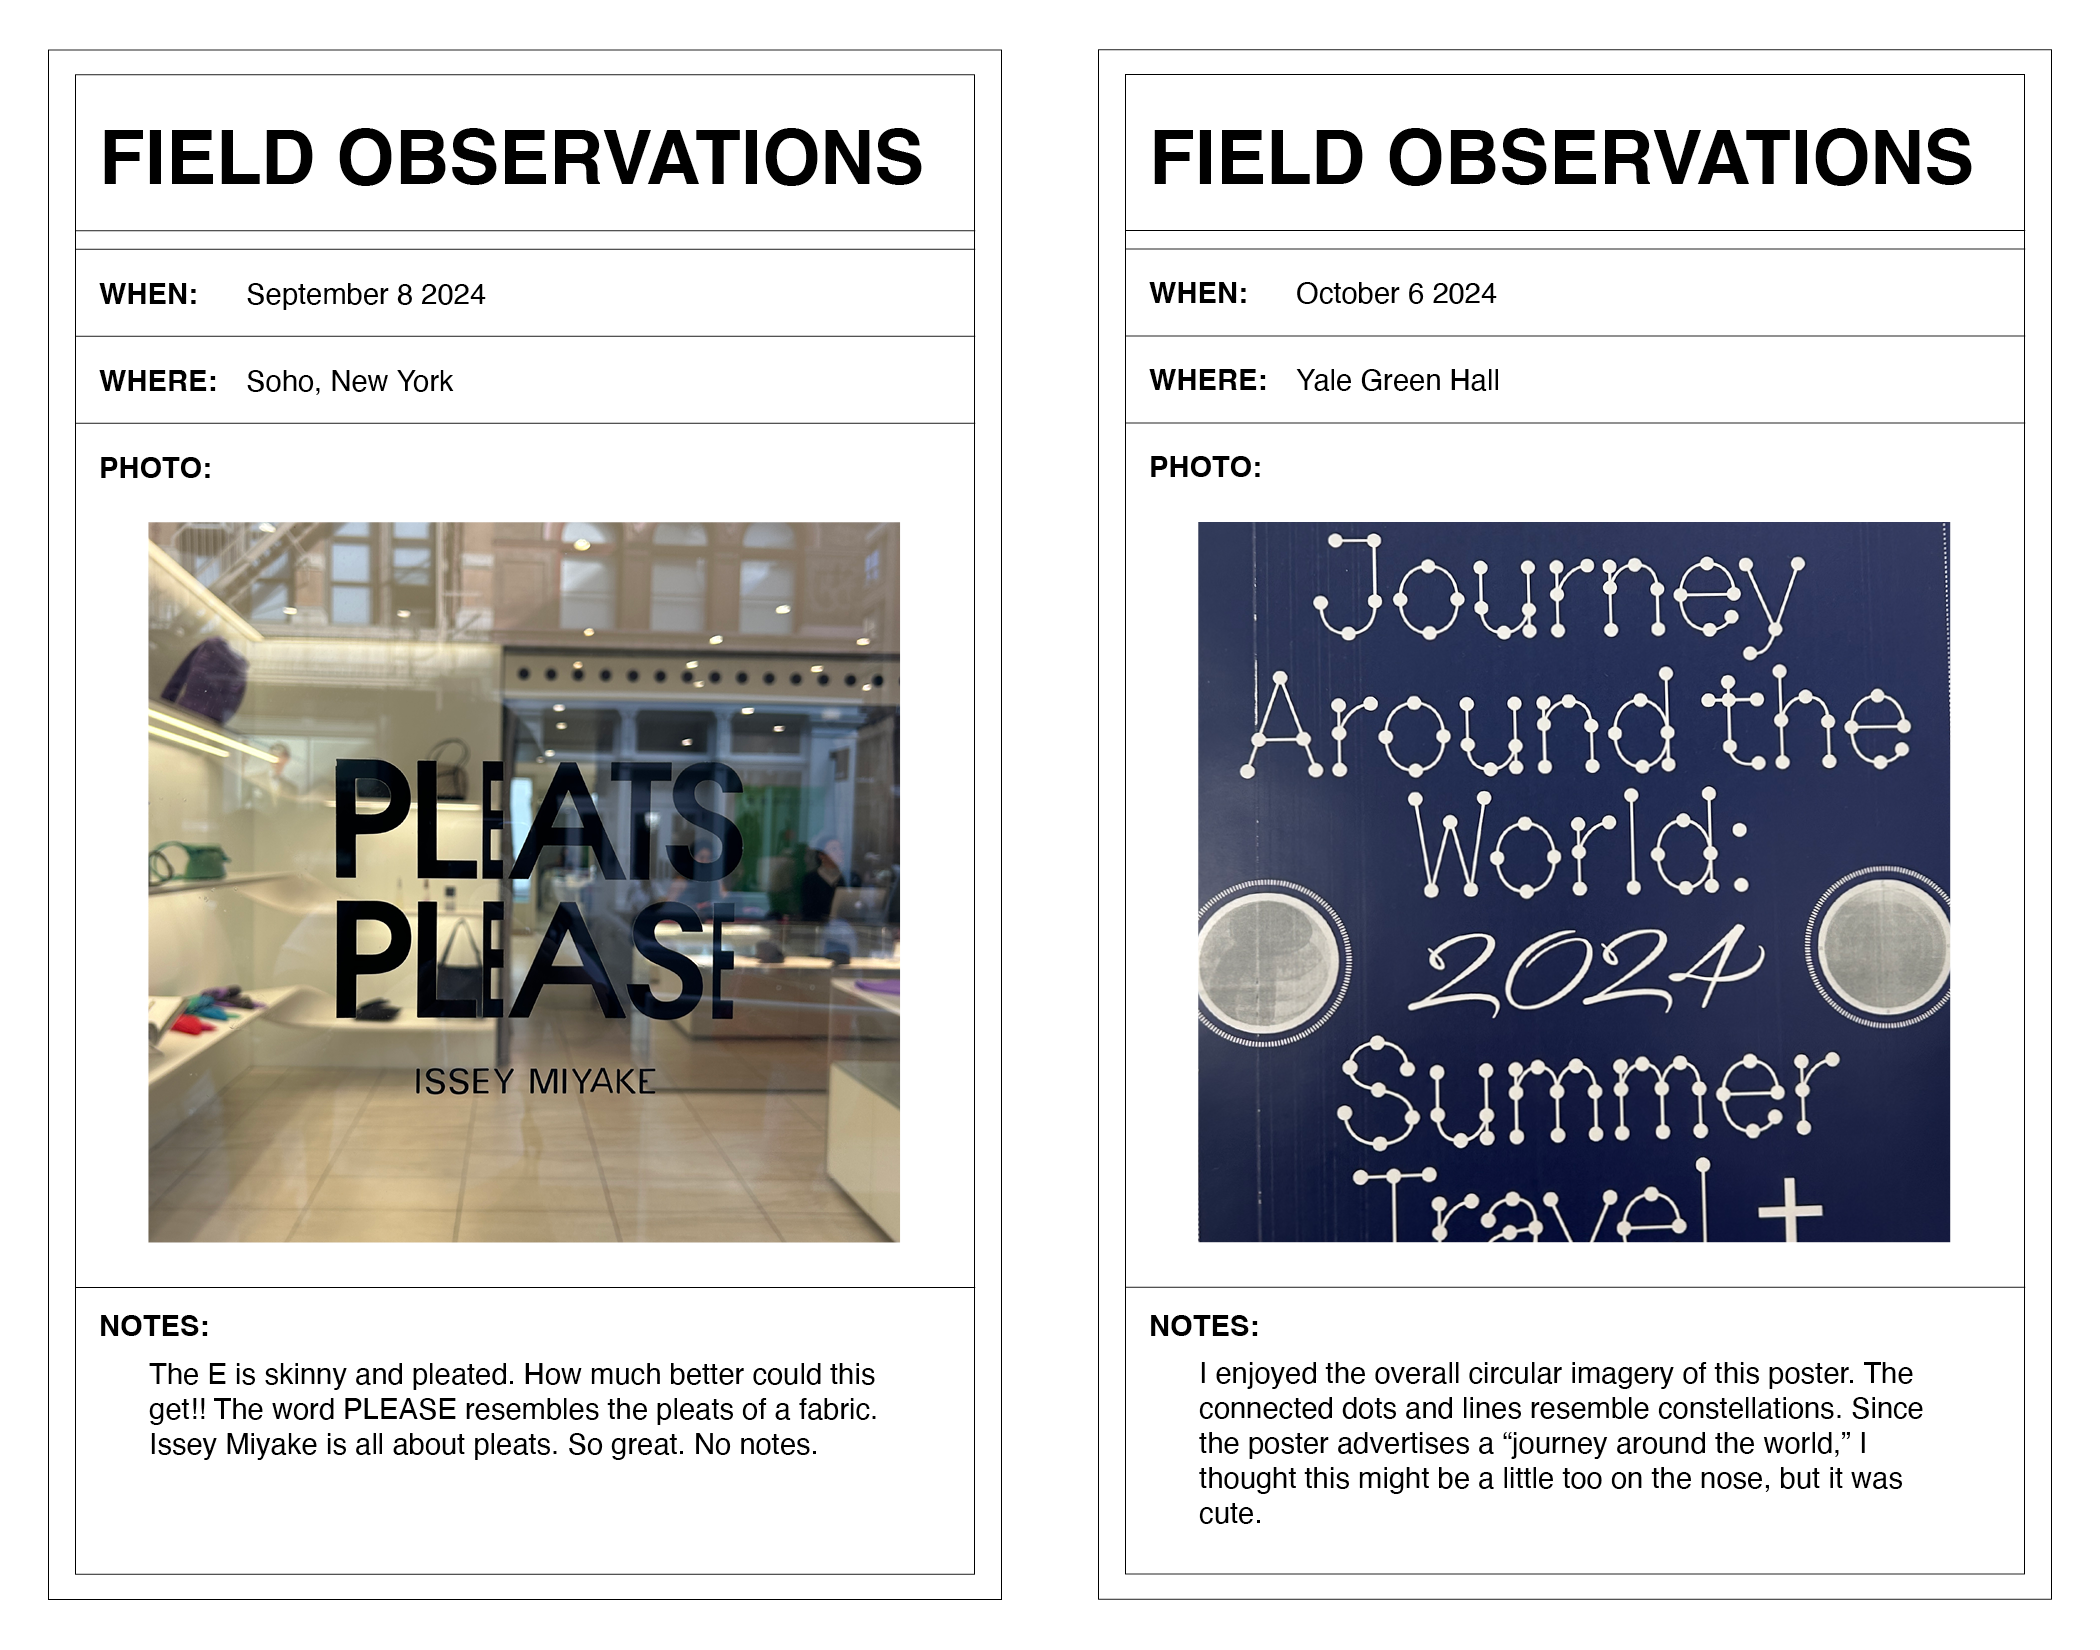 FIELD OBSERVATIONS
WHEN: September 8 2024
WHERE: Soho, New York
PHOTO:
PLEATS
PLEASE
ISSEY MIYAKE
NOTES:
The E is skinny and pleated. How much better could this
get!! The word PLEASE resembles the pleats of a fabric.
Issey Miyake is all about pleats. So great. No notes.
FIELD OBSERVATIONS
WHEN: October 6 2024
WHERE: Yale Green Hall
PHOTO:
Journey
Around the
World:
2024
Summer
Travel +
NOTES:
I enjoyed the overall circular imagery of this poster. The
connected dots and lines resemble constellations. Since
the poster advertises a “journey around the world,” I
thought this might be a little too on the nose, but it was
cute.